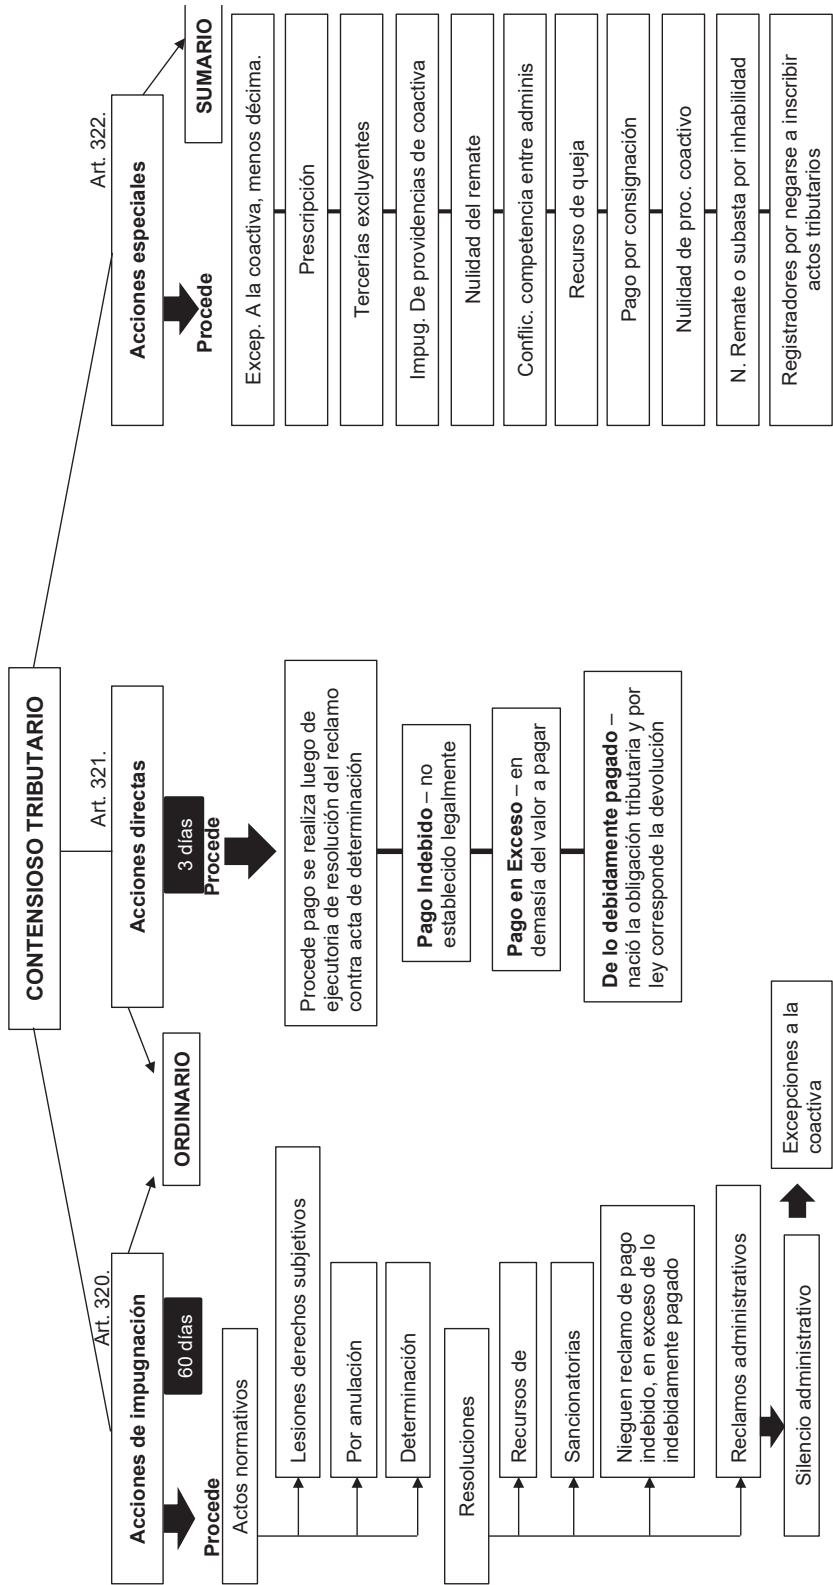 CONTENSIOSO TRIBUTARIO
Art. 320.
Acciones de impugnación
60 días
Procede
Actos normativos
Lesiones derechos subjetivos
Por anulación
Determinación
Resoluciones
Recursos de
Sancionatorias
Nieguen reclamo de pago
indebido, en exceso de lo
indebidamente pagado
Reclamos administrativos
Silencio administrativo
Excepciones a la
coactiva
ORDINARIO
Art. 321.
Acciones directas
3 días
Procede
Procede pago se realiza luego de
ejecutoria de resolución del reclamo
contra acta de determinación
Pago Indebido – no
establecido legalmente
Pago en Exceso – en
demasía del valor a pagar
De lo debidamente pagado –
nació la obligación tributaria y por
ley corresponde la devolución
Art. 322.
Acciones especiales
SUMARIO
Procede
Excep. A la coactiva, menos décima.
Prescripción
Tercerías excluyentes
Impug. De providencias de coactiva
Nulidad del remate
Conflic. competencia entre adminis
Recurso de queja
Pago por consignación
Nulidad de proc. coactivo
N. Remate o subasta por inhabilidad
Registradores por negarse a inscribir
actos tributarios